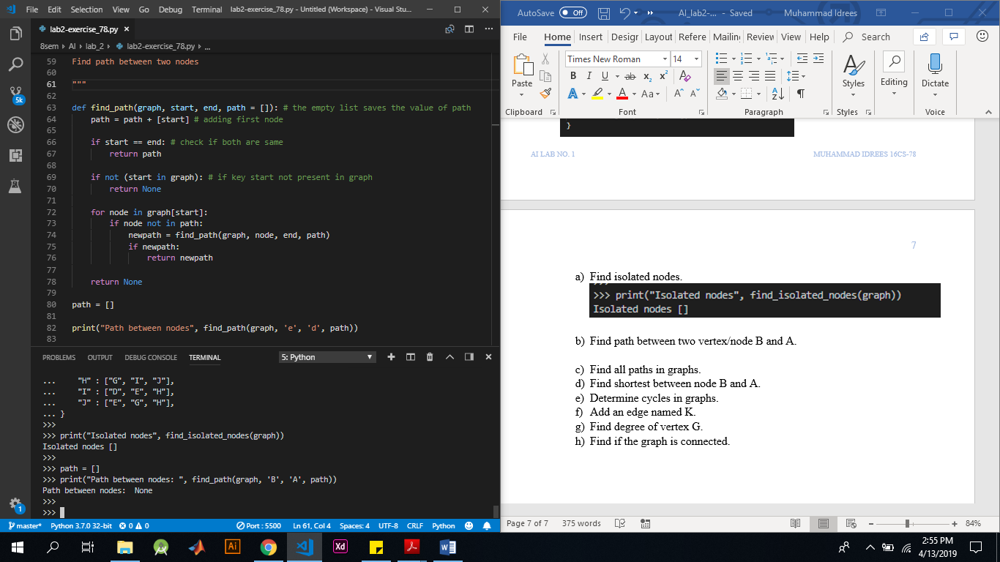 File Edit Selection View Go Debug Terminal lab2-exercise_78.py - Untitled (Workspace) - Visual Stu...
lab2-exercise_78.py ×
8sem › AI › lab_2 › lab2-exercise_78.py › ...
59 Find path between two nodes
60
61 """
62
63 def find_path(graph, start, end, path = []): # the empty list saves the value of path
64 path = path + [start] # adding first node
65
66 if start == end: # check if both are same
67 return path
68
69 if not (start in graph): # if key start not present in graph
70 return None
71
72 for node in graph[start]:
73 if node not in path:
74 newpath = find_path(graph, node, end, path)
75 if newpath:
76 return newpath
77
78 return None
79
80 path = []
81
82 print("Path between nodes", find_path(graph, 'e', 'd', path))
83
5k
1
PROBLEMS OUTPUT DEBUG CONSOLE TERMINAL 5: Python
... "H" : ["G", "I", "J"],
... "I" : ["D", "E", "H"],
... "J" : ["E", "G", "H"],
... }
>>>
>>> print("Isolated nodes", find_isolated_nodes(graph))
Isolated nodes []
>>>
>>> path = []
>>> print("Path between nodes: ", find_path(graph, 'B', 'A', path))
Path between nodes:  None
>>>
>>>
master* Python 3.7.0 32-bit 0 0 Port : 5500 Ln 61, Col 4 Spaces: 4 UTF-8 CRLF Python
AutoSave Off AI_lab2-... - Saved Muhammad Idrees
File Home Insert Desigr Layout Refere Mailin Review View Help Search
Paste Times New Roman 14
B I U ab x₂ x² A
A A Aa A A
Styles Editing Dictate
Clipboard Font Paragraph Styles Voice
}
AI LAB NO. 1 MUHAMMAD IDREES 16CS-78
7
a) Find isolated nodes.
>>> print("Isolated nodes", find_isolated_nodes(graph))
Isolated nodes []
b) Find path between two vertex/node B and A.
c) Find all paths in graphs.
d) Find shortest between node B and A.
e) Determine cycles in graphs.
f) Add an edge named K.
g) Find degree of vertex G.
h) Find if the graph is connected.
Page 7 of 7 375 words 84%
Ai Xd
2:55 PM
4/13/2019